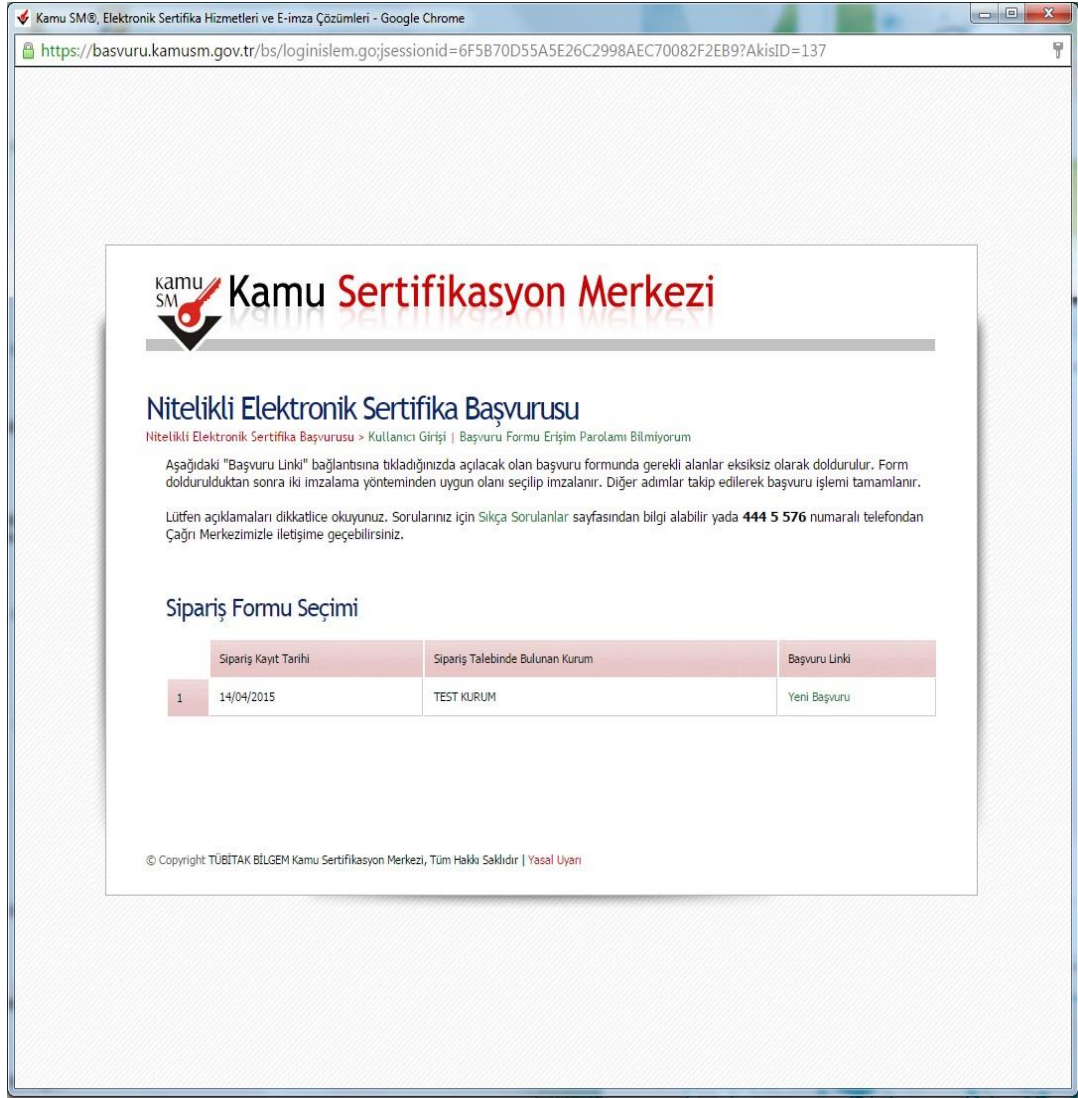 Kamu SM®, Elektronik Sertifika Hizmetleri ve E-imza Çözümleri - Google Chrome
https://basvuru.kamusm.gov.tr/bs/loginislem.go;jsessionid=6F5B70D55A5E26C2998AEC70082F2EB9?AkisID=137
Kamu SM Kamu Sertifikasyon Merkezi
Nitelikli Elektronik Sertifika Başvurusu
Nitelikli Elektronik Sertifika Başvurusu > Kullanıcı Girişi | Başvuru Formu Erişim Parolamı Bilmiyorum
Aşağıdaki "Başvuru Linki" bağlantısına tıkladığınızda açılacak olan başvuru formunda gerekli alanlar eksiksiz olarak doldurulur. Form
doldurulduktan sonra iki imzalama yönteminden uygun olanı seçilip imzalanır. Diğer adımlar takip edilerek başvuru işlemi tamamlanır.
Lütfen açıklamaları dikkatlice okuyunuz. Sorularınız için Sıkça Sorulanlar sayfasından bilgi alabilir yada 444 5 576 numaralı telefondan
Çağrı Merkezimizle iletişime geçebilirsiniz.
Sipariş Formu Seçimi
Sipariş Kayıt Tarihi Sipariş Talebinde Bulunan Kurum Başvuru Linki
1 14/04/2015 TEST KURUM Yeni Başvuru
© Copyright TÜBİTAK BİLGEM Kamu Sertifikasyon Merkezi, Tüm Hakkı Saklıdır | Yasal Uyarı